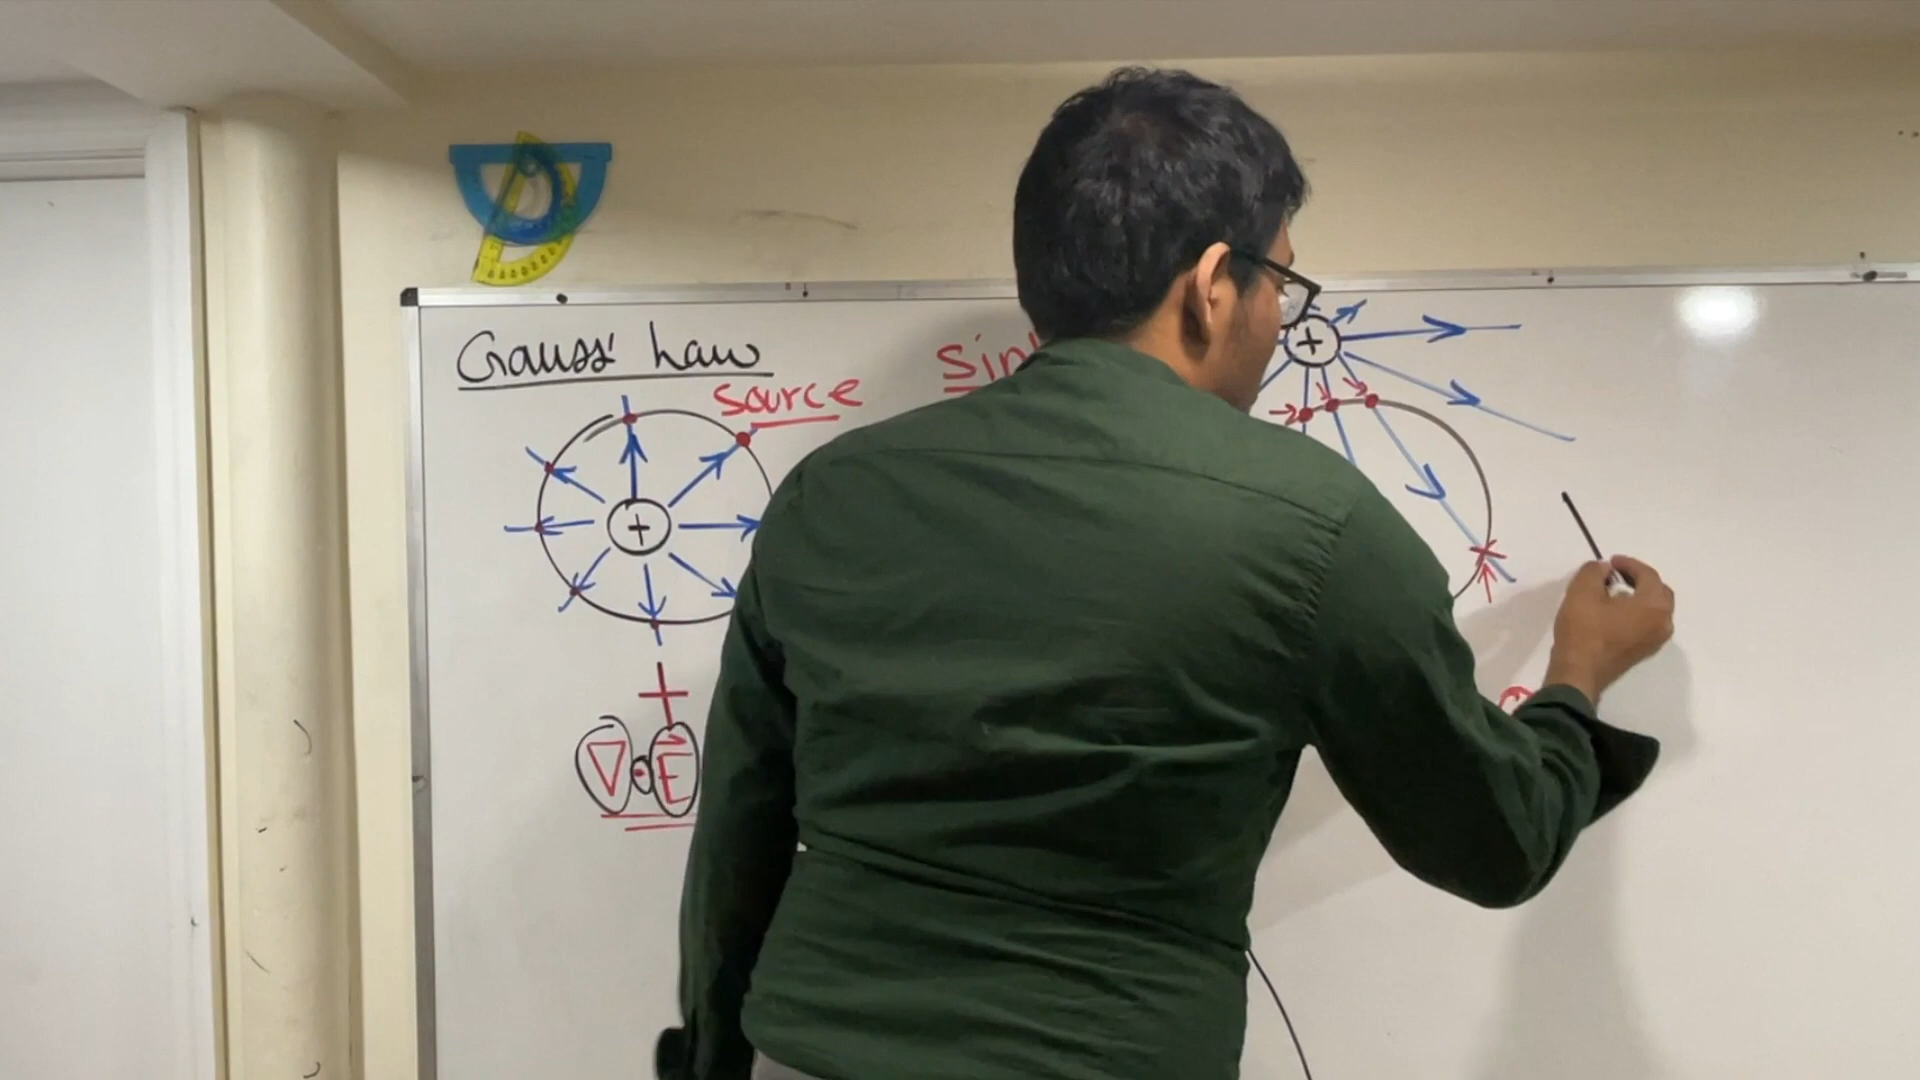 Gauss' Law
source
+
+
∇ · E⃗
+